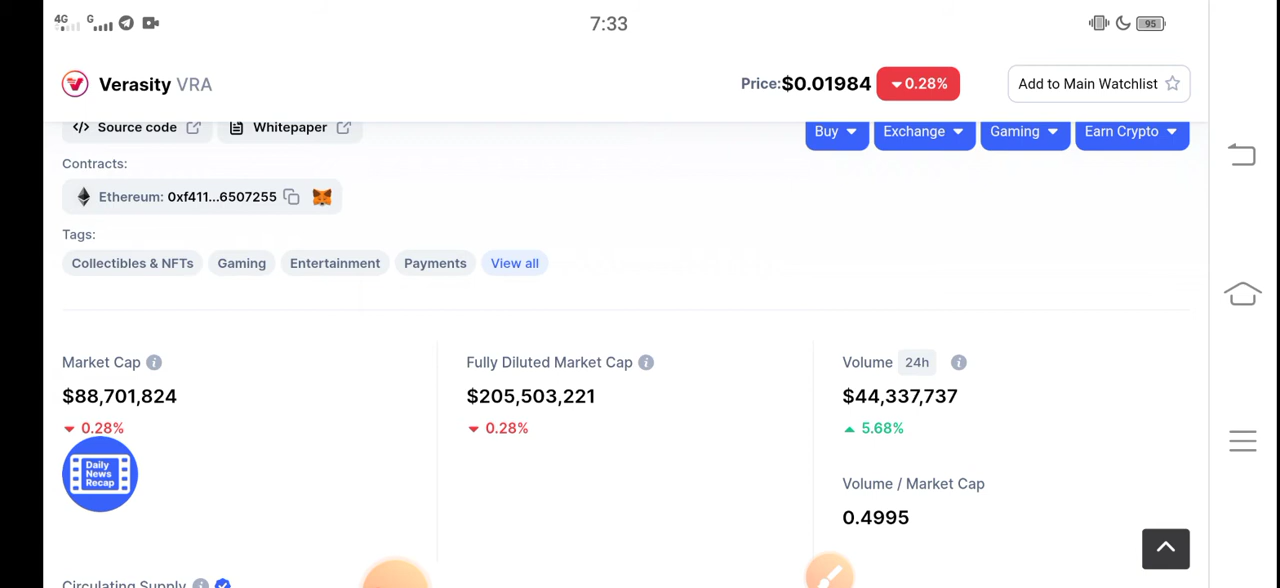 4G G 7:33 95
Verasity VRA Price:$0.01984 0.28% Add to Main Watchlist
Source code Whitepaper Buy Exchange Gaming Earn Crypto
Contracts:
Ethereum: 0xf411...6507255
Tags:
Collectibles & NFTs Gaming Entertainment Payments View all
Market Cap Fully Diluted Market Cap Volume 24h
$88,701,824 $205,503,221 $44,337,737
0.28% 0.28% 5.68%
Daily
News
Recap
Volume / Market Cap
0.4995
Circulating Supply